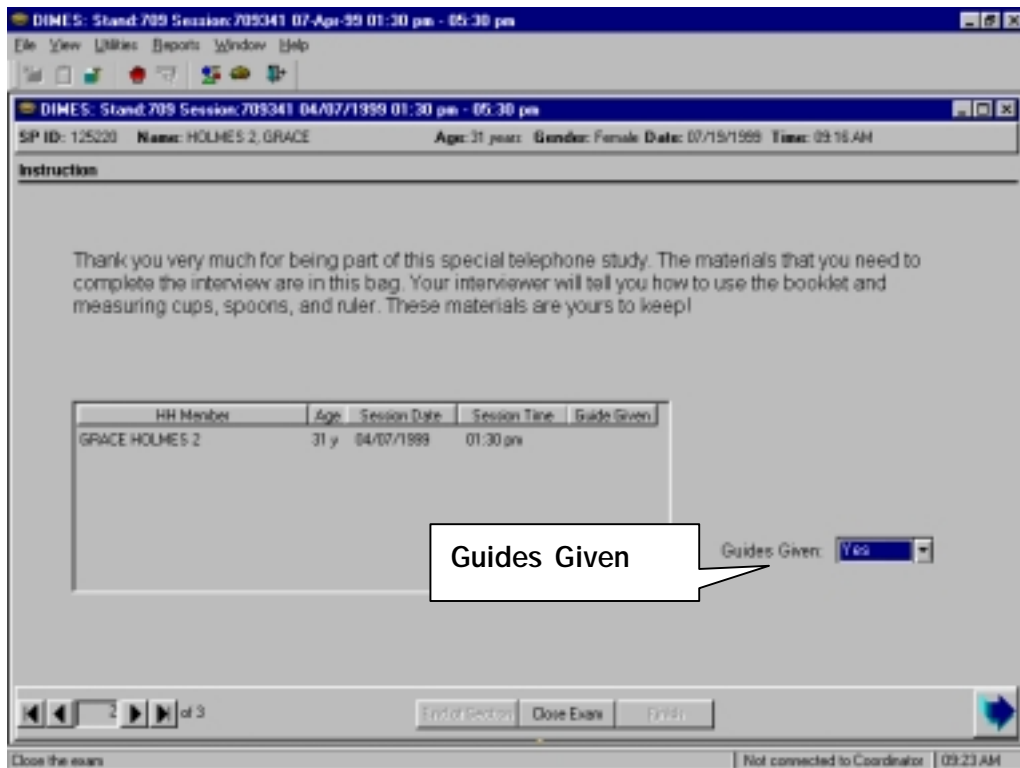 DIMES: Stand: 709 Session: 709341 07-Apr-99 01:30 pm - 05:30 pm
File View Utilities Reports Window Help
DIMES: Stand: 709 Session: 709341 04/07/1999 01:30 pm - 05:30 pm
SP ID: 125220 Name: HOLMES 2, GRACE Age: 31 years Gender: Female Date: 07/19/1999 Time: 09:16 AM
Instruction
Thank you very much for being part of this special telephone study. The materials that you need to
complete the interview are in this bag. Your interviewer will tell you how to use the booklet and
measuring cups, spoons, and ruler. These materials are yours to keep!
HH Member Age Session Date Session Time Guide Given
GRACE HOLMES 2 31 y 04/07/1999 01:30 pm
Guides Given
Guides Given: Yes
2 of 3 End of Section Close Exam Finish
Close the exam Not connected to Coordinator 09:23 AM